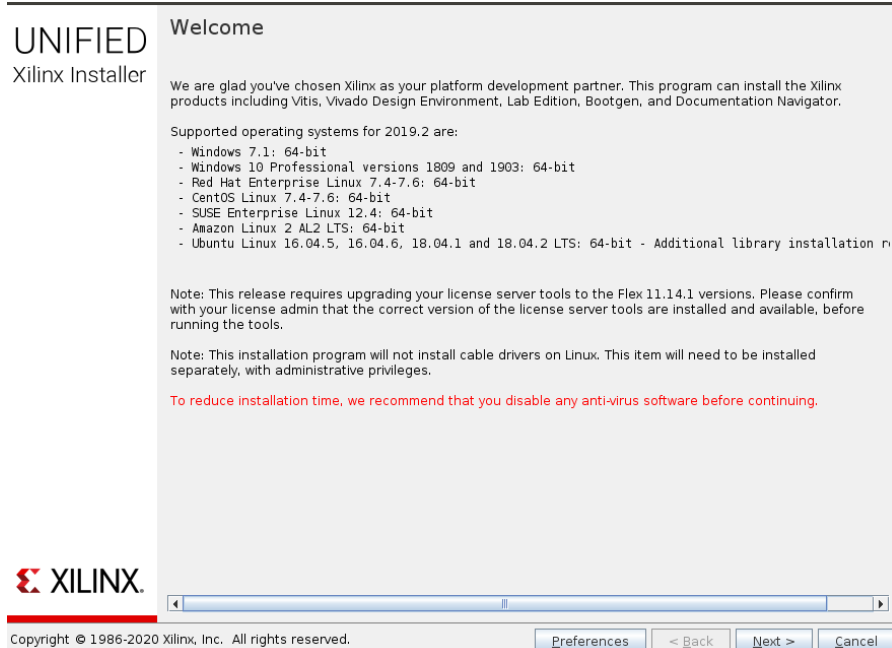 UNIFIED
Xilinx Installer
Welcome
We are glad you've chosen Xilinx as your platform development partner. This program can install the Xilinx
products including Vitis, Vivado Design Environment, Lab Edition, Bootgen, and Documentation Navigator.
Supported operating systems for 2019.2 are:
- Windows 7.1: 64-bit
- Windows 10 Professional versions 1809 and 1903: 64-bit
- Red Hat Enterprise Linux 7.4-7.6: 64-bit
- CentOS Linux 7.4-7.6: 64-bit
- SUSE Enterprise Linux 12.4: 64-bit
- Amazon Linux 2 AL2 LTS: 64-bit
- Ubuntu Linux 16.04.5, 16.04.6, 18.04.1 and 18.04.2 LTS: 64-bit - Additional library installation
Note: This release requires upgrading your license server tools to the Flex 11.14.1 versions. Please confirm
with your license admin that the correct version of the license server tools are installed and available, before
running the tools.
Note: This installation program will not install cable drivers on Linux. This item will need to be installed
separately, with administrative privileges.
To reduce installation time, we recommend that you disable any anti-virus software before continuing.
XILINX.
Copyright © 1986-2020 Xilinx, Inc. All rights reserved.
Preferences < Back Next > Cancel